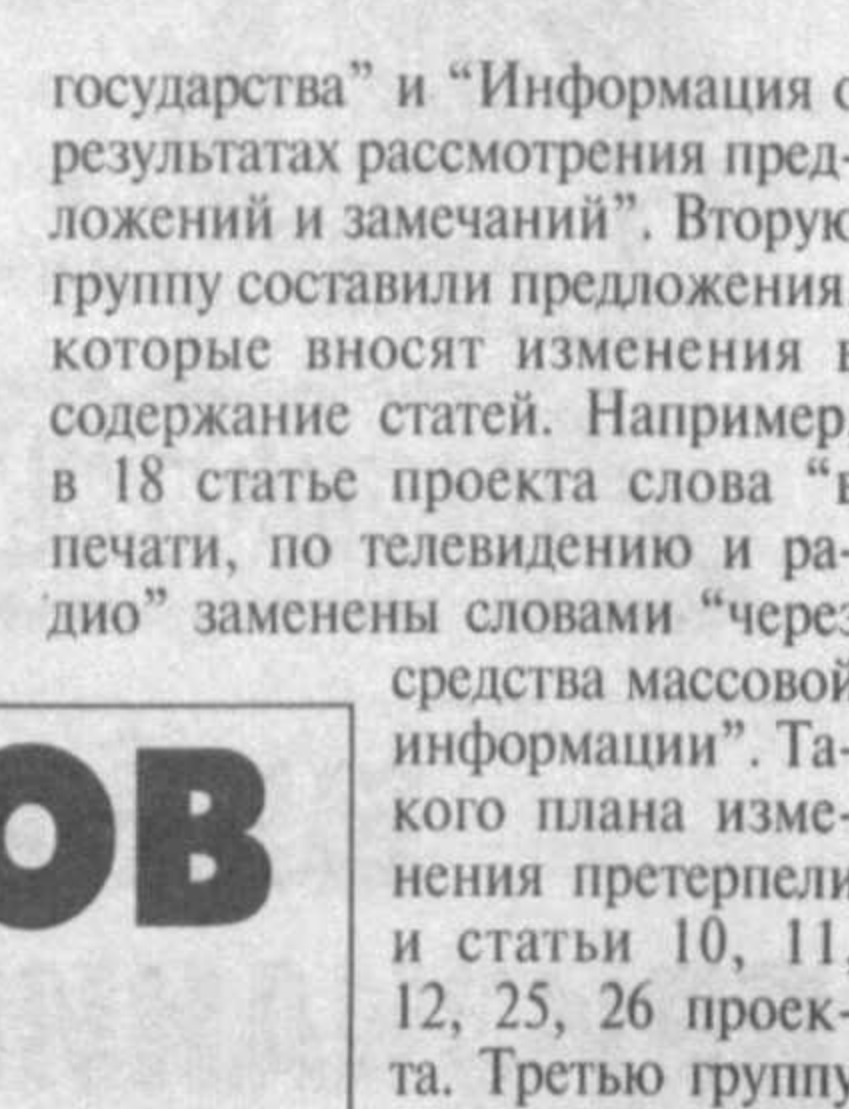 государства” и “Информация о
результатах рассмотрения пред-
ложений и замечаний”. Вторую
группу составили предложения,
которые вносят изменения в
содержание статей. Например,
в 18 статье проекта слова “в
печати, по телевидению и ра-
дио” заменены словами “через
средства массовой
информации”. Та-
кого плана изме-
нения претерпели
и статьи 10, 11,
12, 25, 26 проек-
та. Третью группу
ОВ